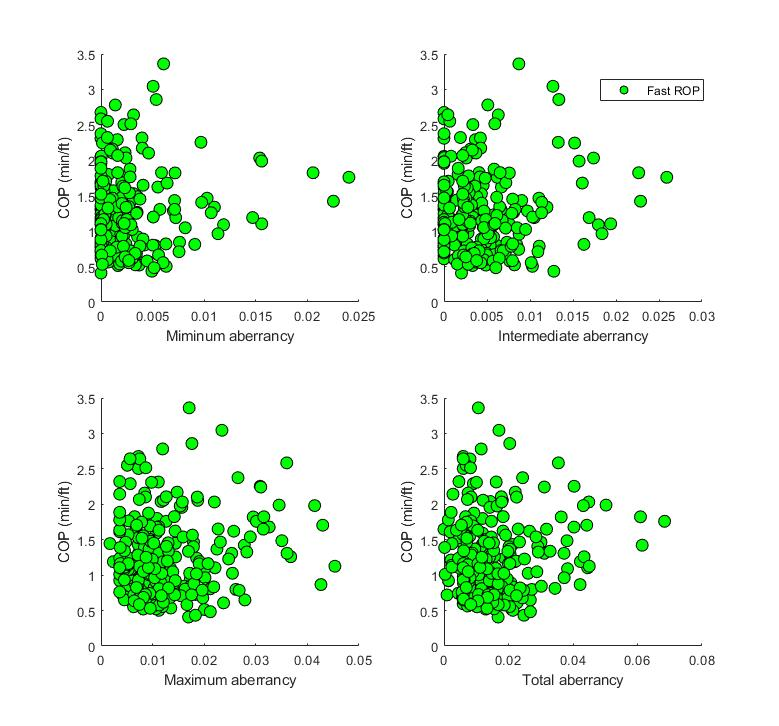 3.5
3
2.5
2
1.5
1
0.5
0
COP (min/ft)
0 0.005 0.01 0.015 0.02 0.025
Miminum aberrancy
3.5
3
2.5
2
1.5
1
0.5
0
COP (min/ft)
Fast ROP
0 0.005 0.01 0.015 0.02 0.025 0.03
Intermediate aberrancy
3.5
3
2.5
2
1.5
1
0.5
0
COP (min/ft)
0 0.01 0.02 0.03 0.04 0.05
Maximum aberrancy
3.5
3
2.5
2
1.5
1
0.5
0
COP (min/ft)
0 0.02 0.04 0.06 0.08
Total aberrancy